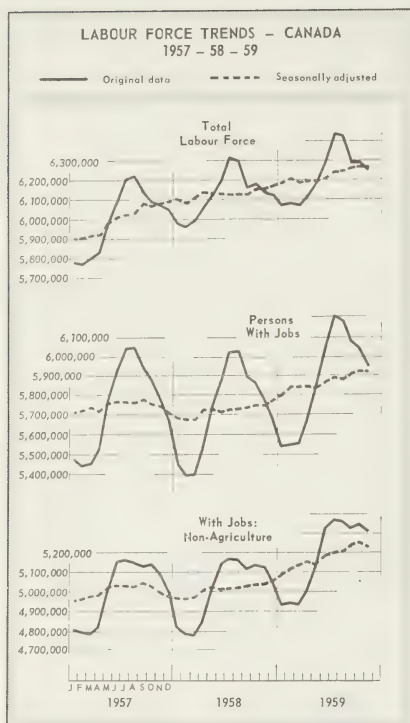 LABOUR FORCE TRENDS – CANADA
1957 – 58 – 59
Original data
Seasonally adjusted
Total
Labour Force
6,300,000
6,200,000
6,100,000
6,000,000
5,900,000
5,800,000
5,700,000
Persons
With Jobs
6,100,000
6,000,000
5,900,000
5,800,000
5,700,000
5,600,000
5,500,000
5,400,000
With Jobs:
Non-Agriculture
5,200,000
5,100,000
5,000,000
4,900,000
4,800,000
4,700,000
J F M A M J J A S O N D
1957
1958
1959